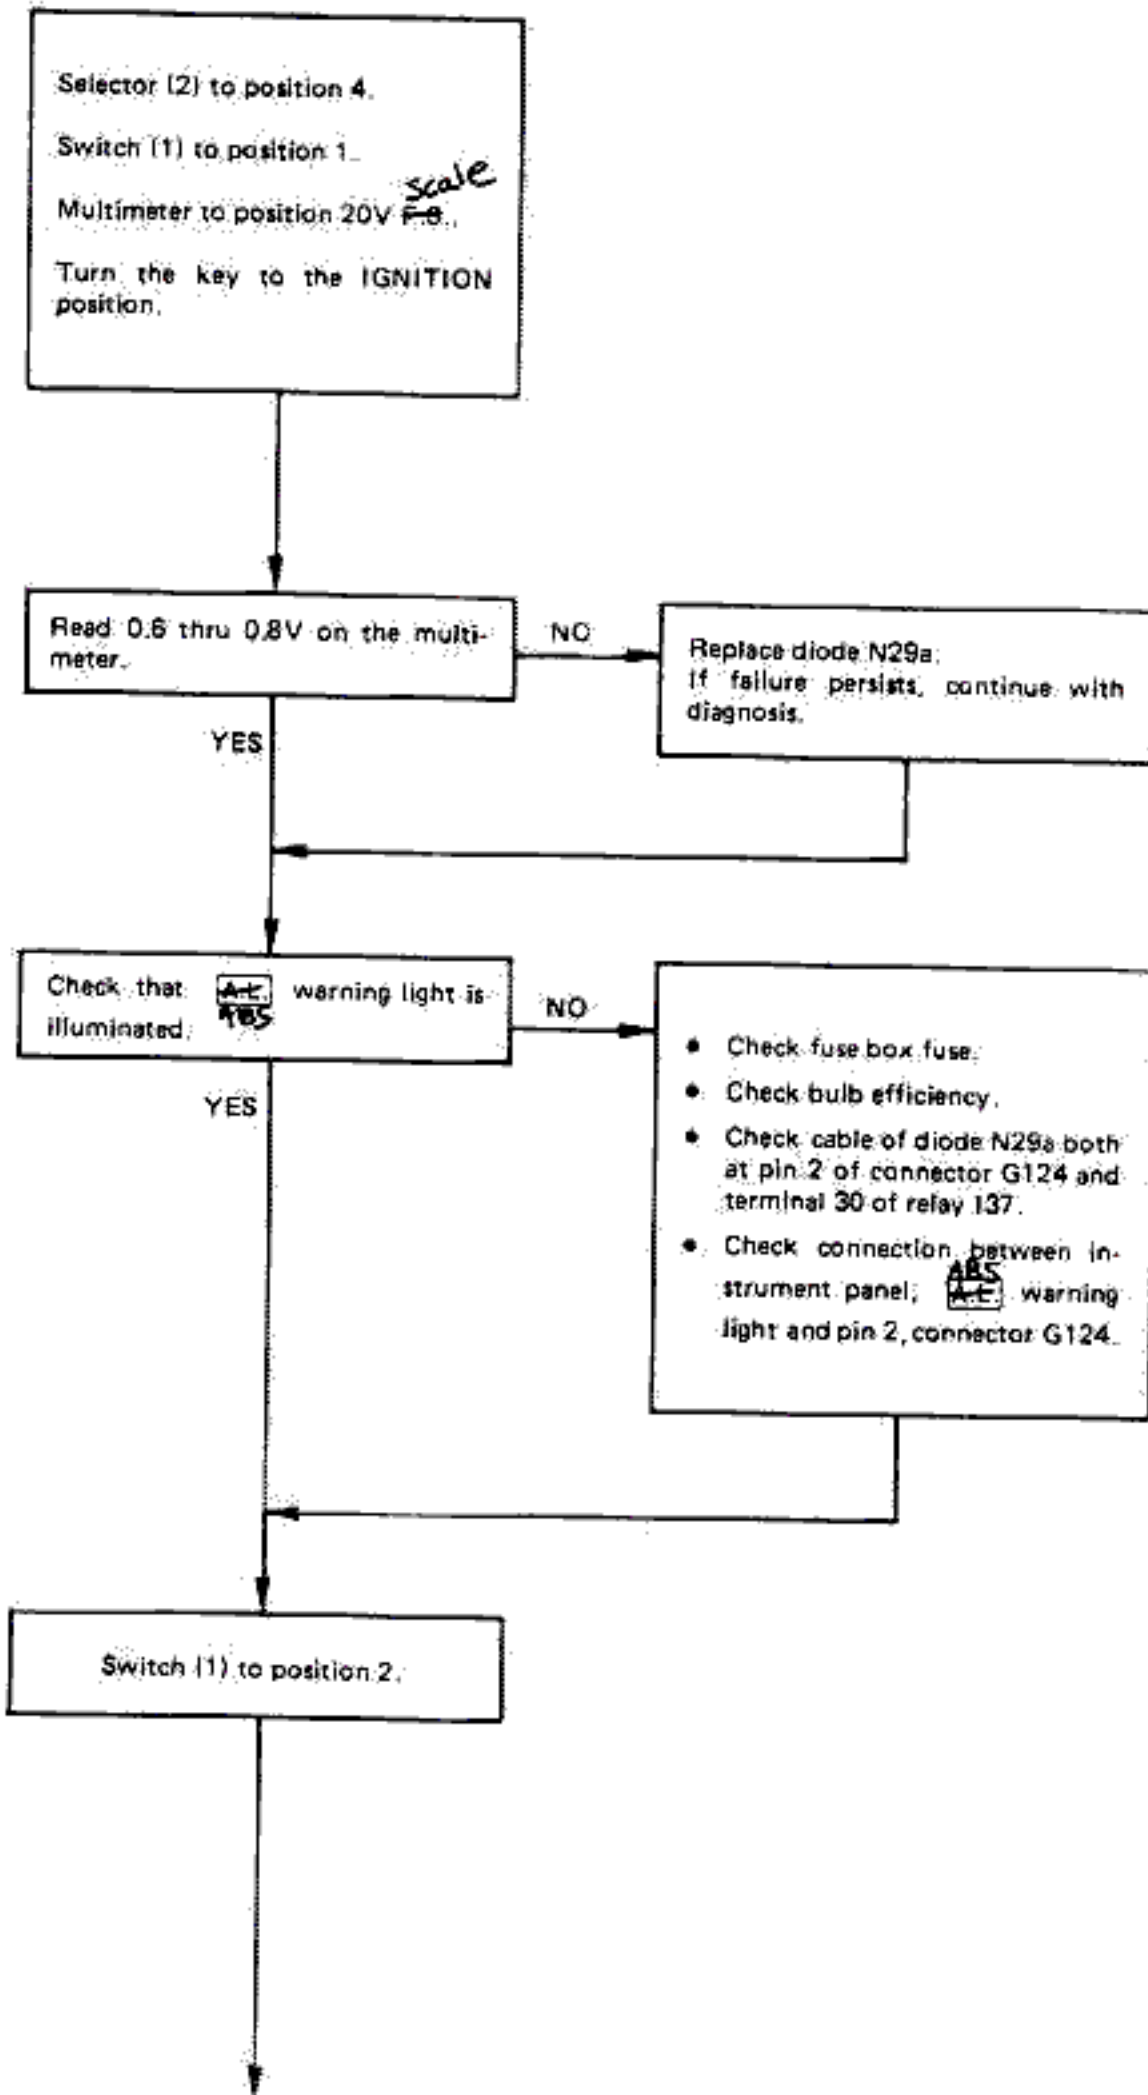 Selector (2) to position 4.
Switch (1) to position 1.
scale
Multimeter to position 20V F.S.,
Turn the key to the IGNITION
position.
Read 0.6 thru 0.8V on the multi-
meter.
NO
Replace diode N29a.
If failure persists, continue with
diagnosis.
YES
Check that A.L. warning light is
ABS
illuminated.
NO
• Check fuse box fuse.
• Check bulb efficiency.
• Check cable of diode N29a both
at pin 2 of connector G124 and
terminal 30 of relay I37.
• Check connection between in-
ABS
strument panel, A.L. warning
light and pin 2, connector G124.
YES
Switch (1) to position 2.